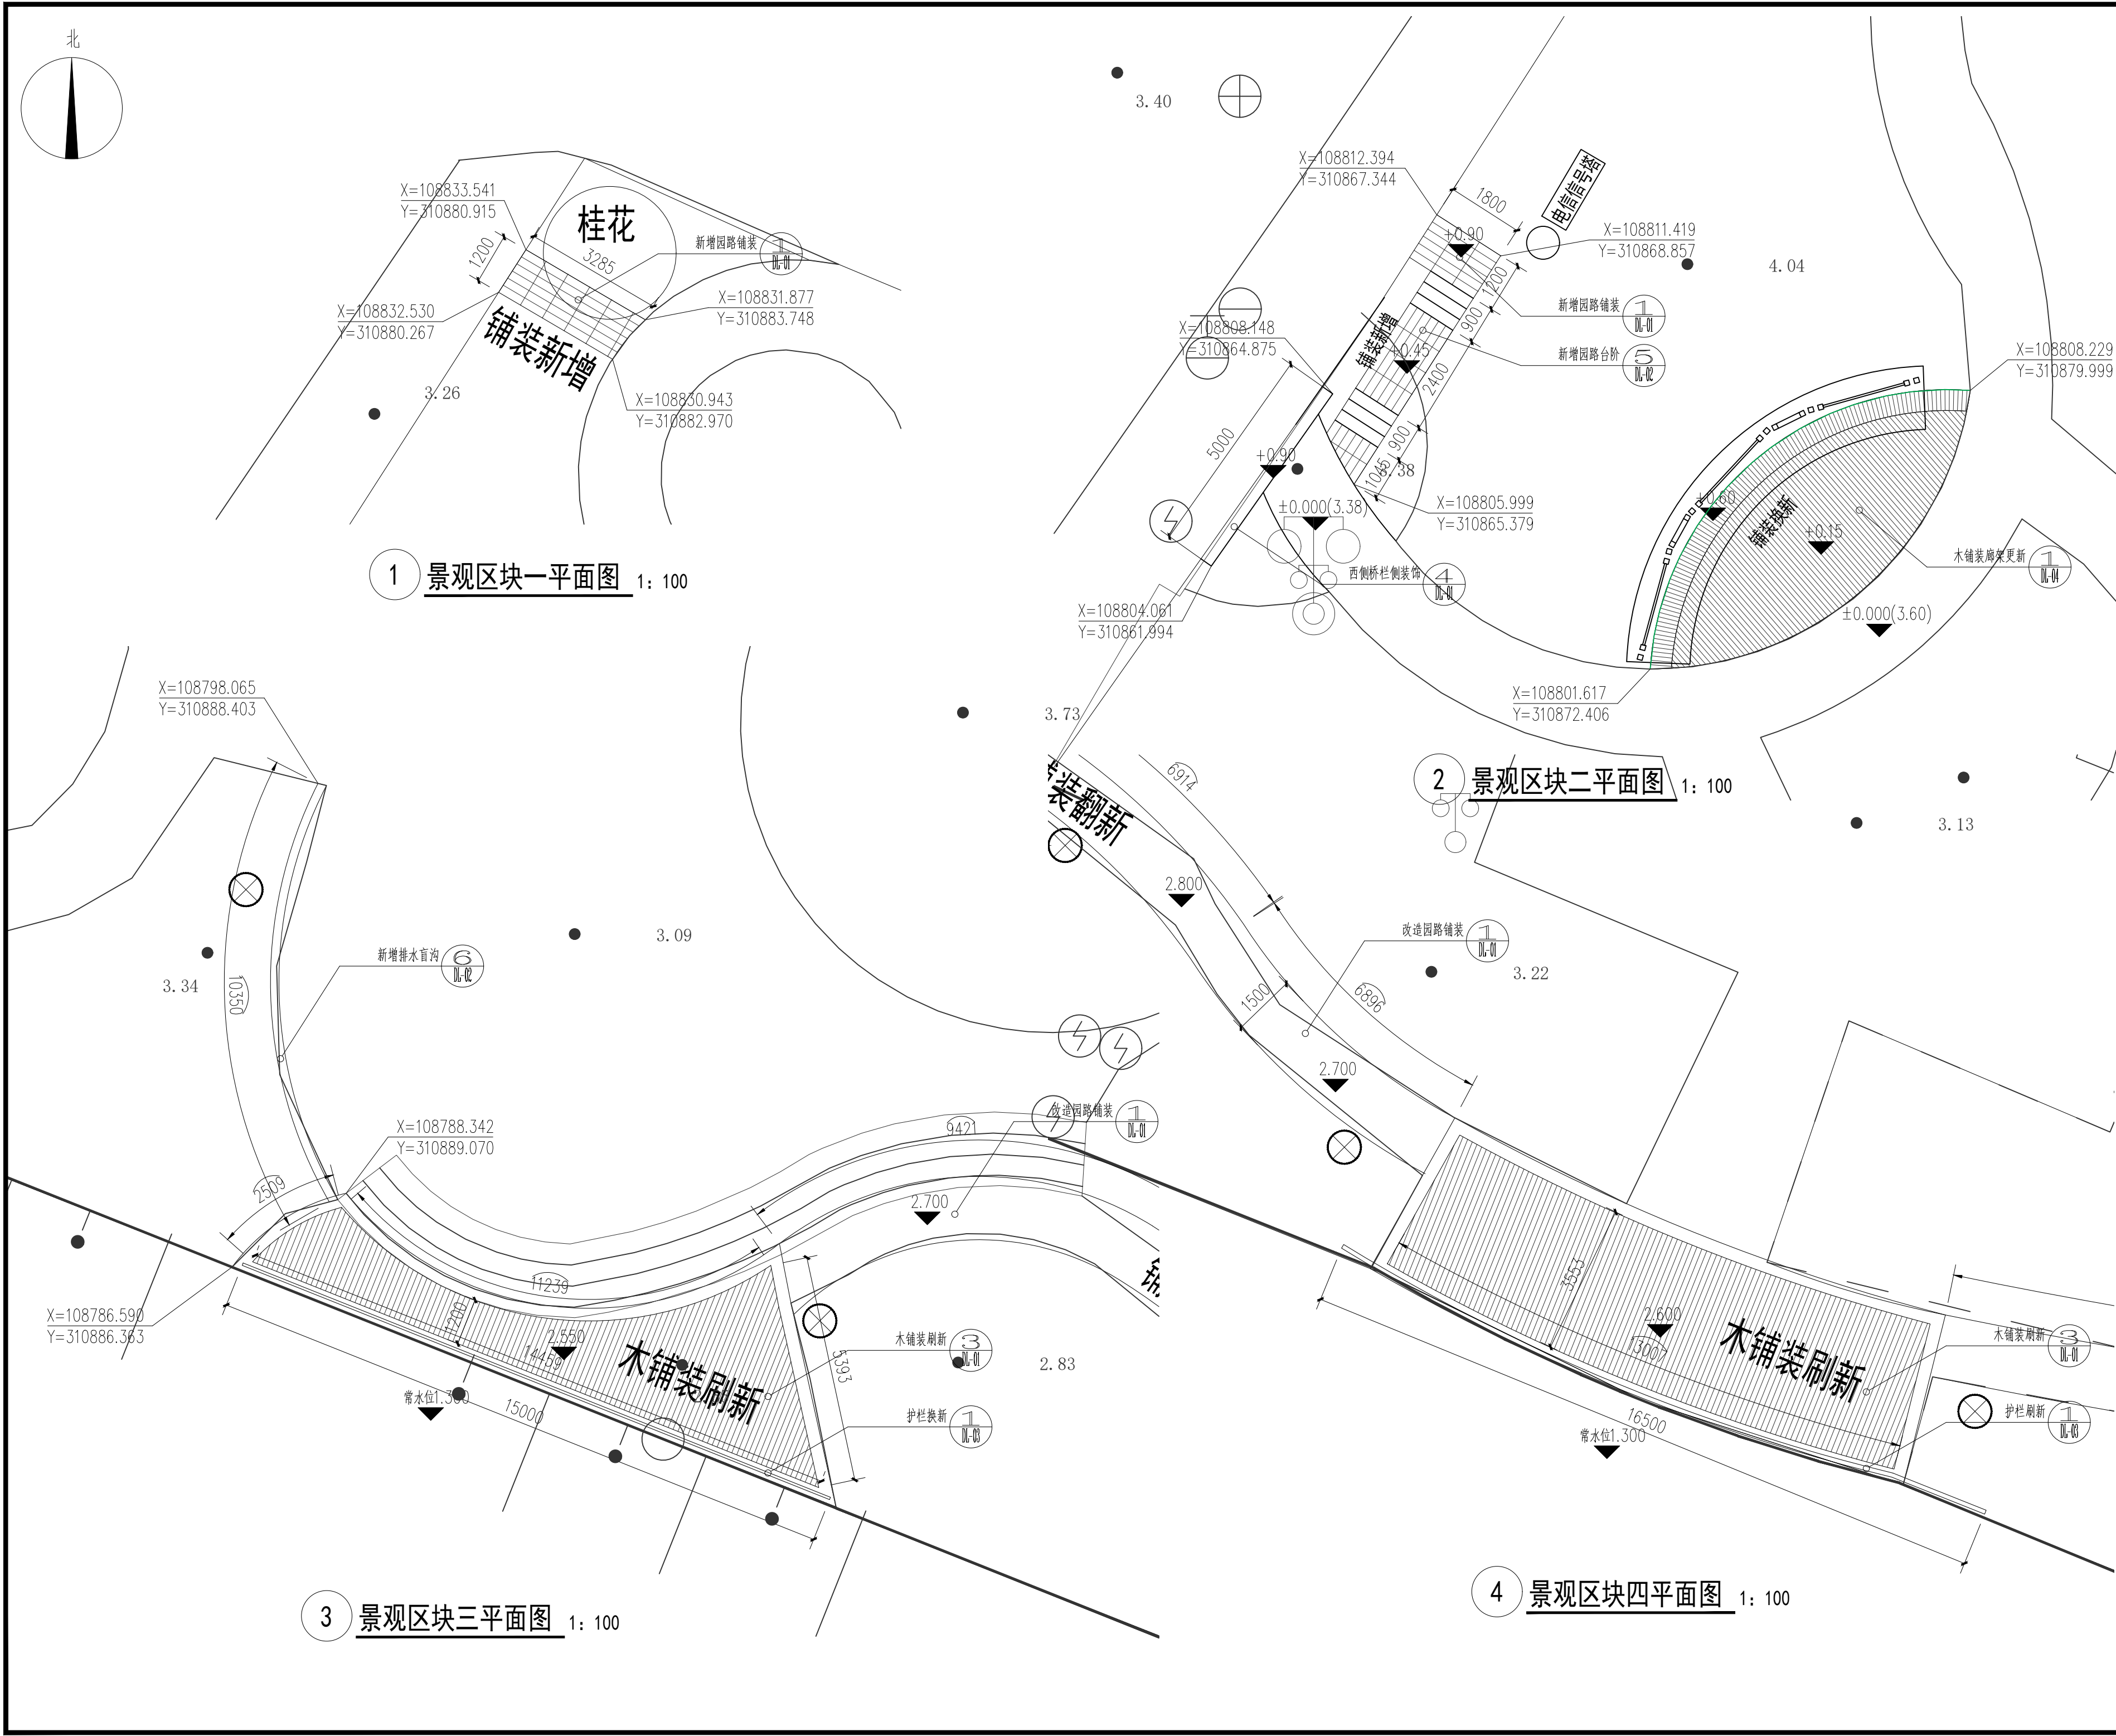 北
X=108833.541
Y=310880.915
1200
桂花
3285
新增园路铺装
1
DL-01
X=108832.530
Y=310880.267
铺装新增
X=108831.877
Y=310883.748
X=108830.943
Y=310882.970
3.26
1 景观区块一平面图 1: 100
3.40
X=108812.394
Y=310867.344
1800
电信信号塔
+0.90
X=108811.419
Y=310868.857
4.04
1200
新增园路铺装
1
DL-01
900
X=108808.148
Y=310864.875
铺装新增
+0.45
新增园路台阶
5
DL-02
2400
X=108808.229
Y=310879.999
5000
+0.90
900
1045
3.38
±0.000(3.38)
X=108805.999
Y=310865.379
+0.60
铺装换新
+0.15
木铺装廊架更新
1
DL-04
西侧桥栏侧装饰
4
DL-01
X=108804.061
Y=310861.994
±0.000(3.60)
X=108801.617
Y=310872.406
2 景观区块二平面图 1: 100
X=108798.065
Y=310888.403
3.73
3.09
新增排水盲沟
6
DL-02
3.34
10350
X=108788.342
Y=310889.070
改造园路铺装
1
DL-01
9421
2509
2.700
11239
1200
X=108786.590
Y=310886.363
2.550
14459
木铺装刷新
木铺装刷新
3
DL-01
2.83
5393
常水位1.300
15000
护栏换新
1
DL-03
3 景观区块三平面图 1: 100
装翻新
6914
3.13
2.800
改造园路铺装
1
DL-01
3.22
1500
6896
2.700
3553
2.600
13007
木铺装刷新
木铺装刷新
3
DL-01
16500
常水位1.300
护栏刷新
1
DL-03
4 景观区块四平面图 1: 100